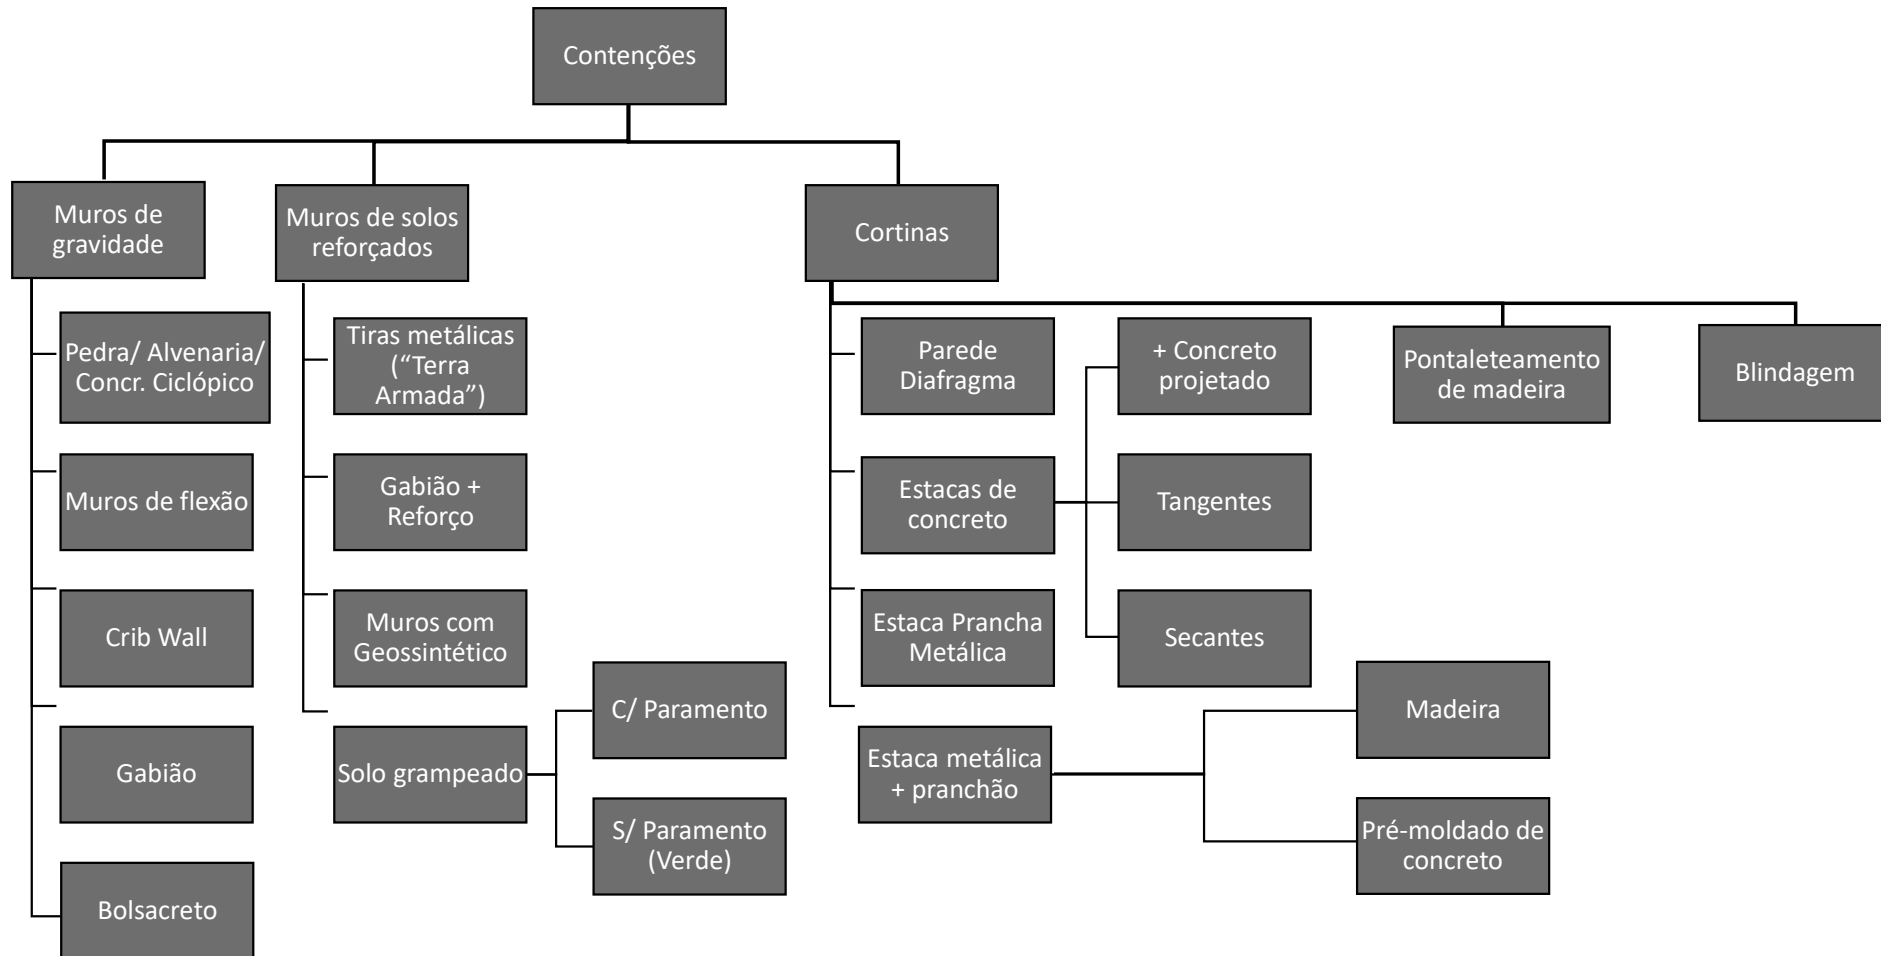 Contenções
Muros de
gravidade
Pedra/ Alvenaria/
Concr. Ciclópico
Muros de flexão
Crib Wall
Gabião
Bolsacreto
Muros de solos
reforçados
Tiras metálicas
(“Terra
Armada”)
Gabião +
Reforço
Muros com
Geossintético
Solo grampeado
C/ Paramento
S/ Paramento
(Verde)
Cortinas
Parede
Diafragma
Estacas de
concreto
+ Concreto
projetado
Tangentes
Secantes
Estaca Prancha
Metálica
Estaca metálica
+ pranchão
Madeira
Pré-moldado de
concreto
Pontaleteamento
de madeira
Blindagem